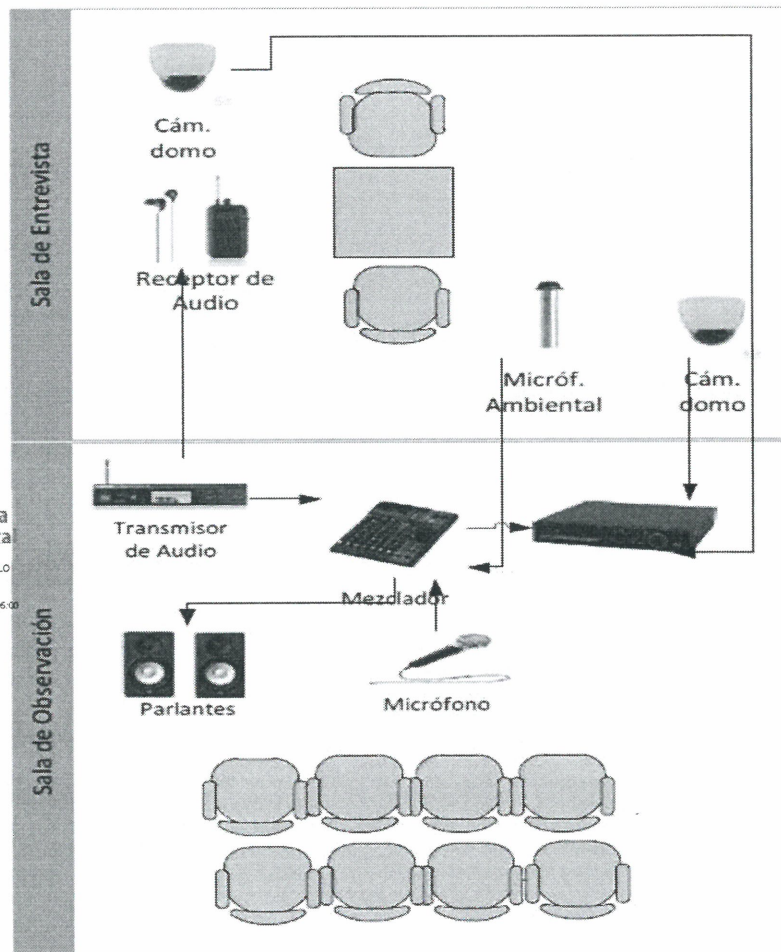 Sala de Entrevista
Cám.
domo
Receptor de
Audio
Micróf.
Ambiental
Cám.
domo
Sala de Observación
Transmisor
de Audio
Mezclador
Parlantes
Micrófono